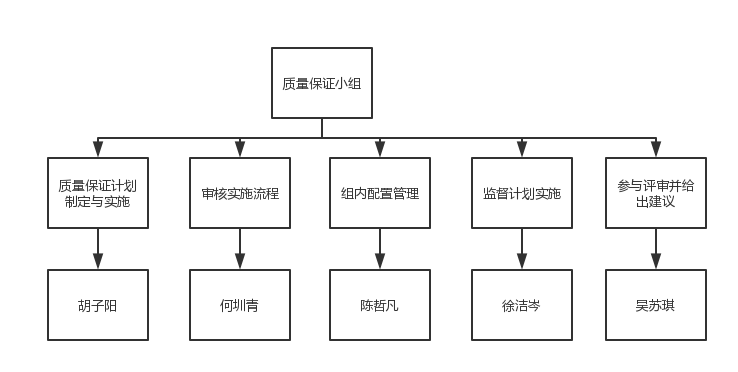 质量保证小组
质量保证计划
制定与实施
审核实施流程
组内配置管理
监督计划实施
参与评审并给
出建议
胡子阳
何圳青
陈哲凡
徐洁岑
吴苏琪